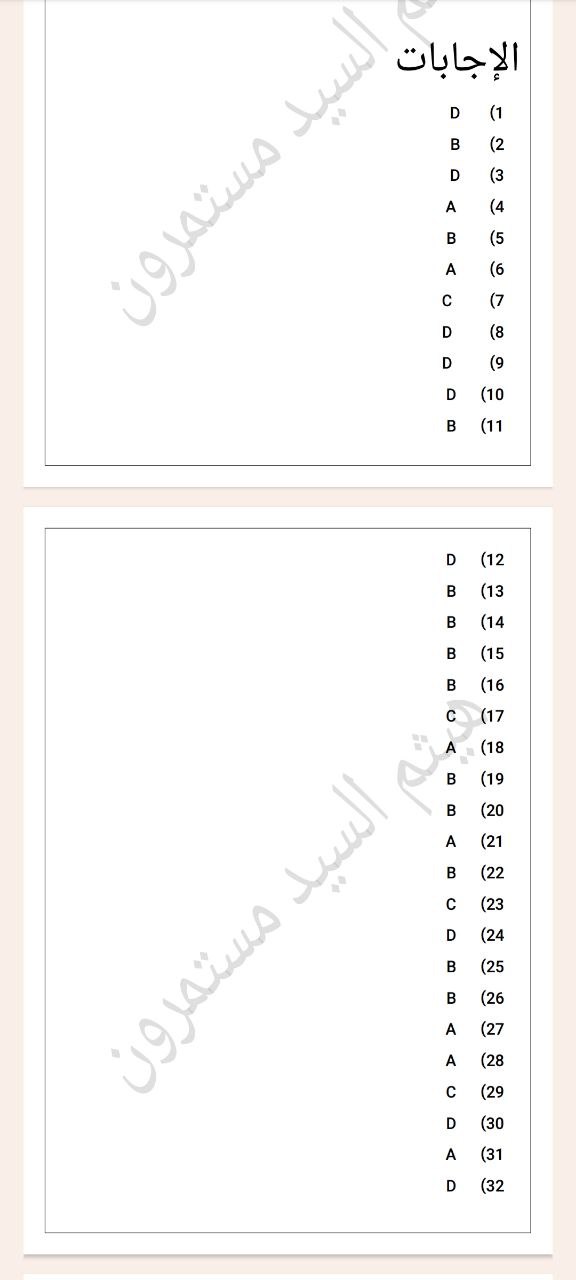 الإجابات
(1 D
(2 B
(3 D
(4 A
(5 B
(6 A
(7 C
(8 D
(9 D
(10 D
(11 B
هيثم السيد مستمرون
(12 D
(13 B
(14 B
(15 B
(16 B
(17 C
(18 A
(19 B
(20 B
(21 A
(22 B
(23 C
(24 D
(25 B
(26 B
(27 A
(28 A
(29 C
(30 D
(31 A
(32 D
هيثم السيد مستمرون